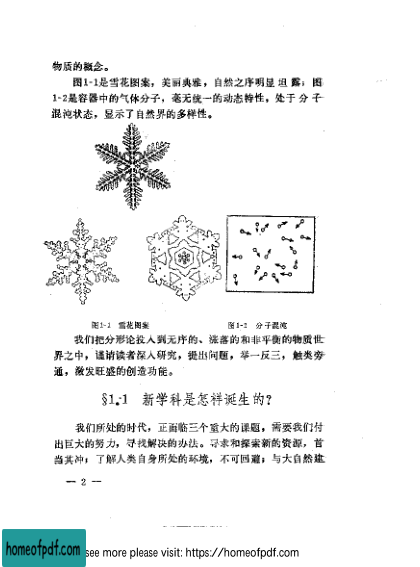 物质的概念。
图1-1是雪花图案，美丽典雅，自然之序明显坦露；图
1-2是容器中的气体分子，毫无统一的动态特性，处于分子
混沌状态，显示了自然界的多样性。
图1-1 雪花图案
图1-2 分子混沌
我们把分形论投入到无序的、涨落的和非平衡的物质世
界之中，谨请读者深入研究，提出问题，举一反三，触类旁
通，激发旺盛的创造功能。
§1.1 新学科是怎样诞生的？
我们所处的时代，正面临三个重大的课题，需要我们付
出巨大的努力，寻找解决的办法。寻求和探索新的资源，首
当其冲；了解人类自身所处的环境，不可回避；与大自然建
— 2 —
homeofpdf.com
see more please visit: https://homeofpdf.com